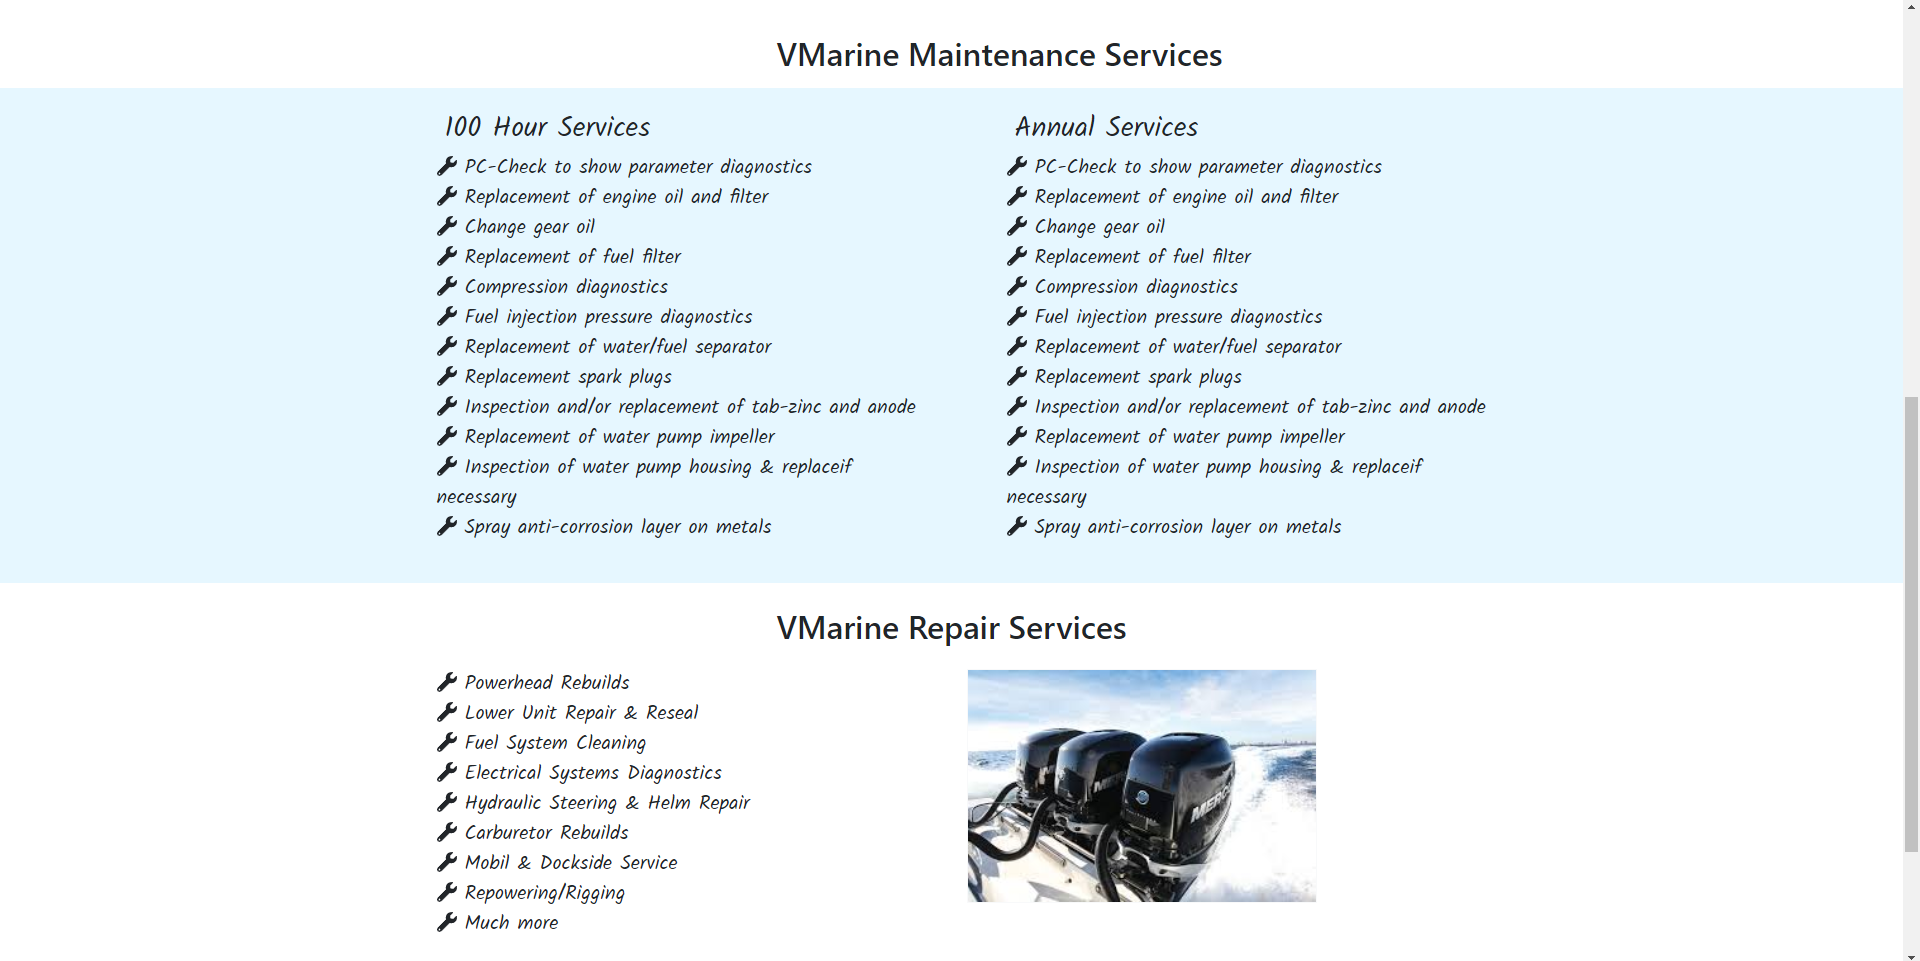 VMarine Maintenance Services
100 Hour Services
PC-Check to show parameter diagnostics
Replacement of engine oil and filter
Change gear oil
Replacement of fuel filter
Compression diagnostics
Fuel injection pressure diagnostics
Replacement of water/fuel separator
Replacement spark plugs
Inspection and/or replacement of tab-zinc and anode
Replacement of water pump impeller
Inspection of water pump housing & replaceif
necessary
Spray anti-corrosion layer on metals
Annual Services
PC-Check to show parameter diagnostics
Replacement of engine oil and filter
Change gear oil
Replacement of fuel filter
Compression diagnostics
Fuel injection pressure diagnostics
Replacement of water/fuel separator
Replacement spark plugs
Inspection and/or replacement of tab-zinc and anode
Replacement of water pump impeller
Inspection of water pump housing & replaceif
necessary
Spray anti-corrosion layer on metals
VMarine Repair Services
Powerhead Rebuilds
Lower Unit Repair & Reseal
Fuel System Cleaning
Electrical Systems Diagnostics
Hydraulic Steering & Helm Repair
Carburetor Rebuilds
Mobil & Dockside Service
Repowering/Rigging
Much more